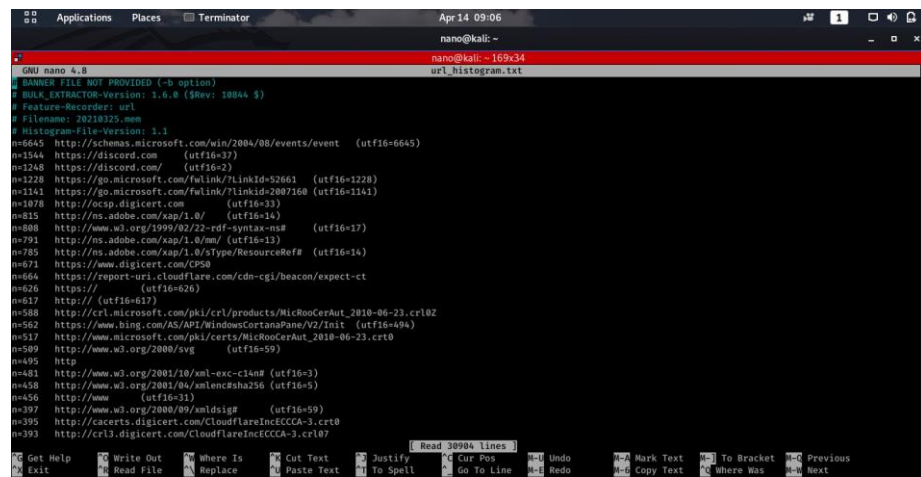 Applications Places Terminator Apr 14 09:06 1
nano@kali: ~
nano@kali: ~ 169x34
GNU nano 4.8 url_histogram.txt
# BANNER FILE NOT PROVIDED (-b option)
# BULK_EXTRACTOR-Version: 1.6.0 ($Rev: 10844 $)
# Feature-Recorder: url
# Filename: 20210325.mem
# Histogram-File-Version: 1.1
n=6645 http://schemas.microsoft.com/win/2004/08/events/event (utf16=6645)
n=1544 https://discord.com (utf16=37)
n=1248 https://discord.com/ (utf16=2)
n=1228 https://go.microsoft.com/fwlink/?LinkId=52661 (utf16=1228)
n=1141 https://go.microsoft.com/fwlink/?linkid=2007160 (utf16=1141)
n=1078 http://ocsp.digicert.com (utf16=33)
n=815 http://ns.adobe.com/xap/1.0/ (utf16=14)
n=808 http://www.w3.org/1999/02/22-rdf-syntax-ns# (utf16=17)
n=791 http://ns.adobe.com/xap/1.0/mm/ (utf16=13)
n=785 http://ns.adobe.com/xap/1.0/sType/ResourceRef# (utf16=14)
n=671 https://www.digicert.com/CPS0
n=664 https://report-uri.cloudflare.com/cdn-cgi/beacon/expect-ct
n=626 https:// (utf16=626)
n=617 http:// (utf16=617)
n=588 http://crl.microsoft.com/pki/crl/products/MicRooCerAut_2010-06-23.crl0Z
n=562 https://www.bing.com/AS/API/WindowsCortanaPane/V2/Init (utf16=494)
n=517 http://www.microsoft.com/pki/certs/MicRooCerAut_2010-06-23.crt0
n=509 http://www.w3.org/2000/svg (utf16=59)
n=495 http
n=481 http://www.w3.org/2001/10/xml-exc-c14n# (utf16=3)
n=458 http://www.w3.org/2001/04/xmlenc#sha256 (utf16=5)
n=456 http://www (utf16=31)
n=397 http://www.w3.org/2000/09/xmldsig# (utf16=59)
n=395 http://cacerts.digicert.com/CloudflareIncECCCA-3.crt0
n=393 http://crl3.digicert.com/CloudflareIncECCCA-3.crl07
[ Read 30904 lines ]
^G Get Help ^O Write Out ^W Where Is ^K Cut Text ^J Justify ^C Cur Pos M-U Undo M-A Mark Text M-] To Bracket M-Q Previous
^X Exit ^R Read File ^\ Replace ^U Paste Text ^T To Spell ^_ Go To Line M-E Redo M-6 Copy Text ^Q Where Was M-W Next